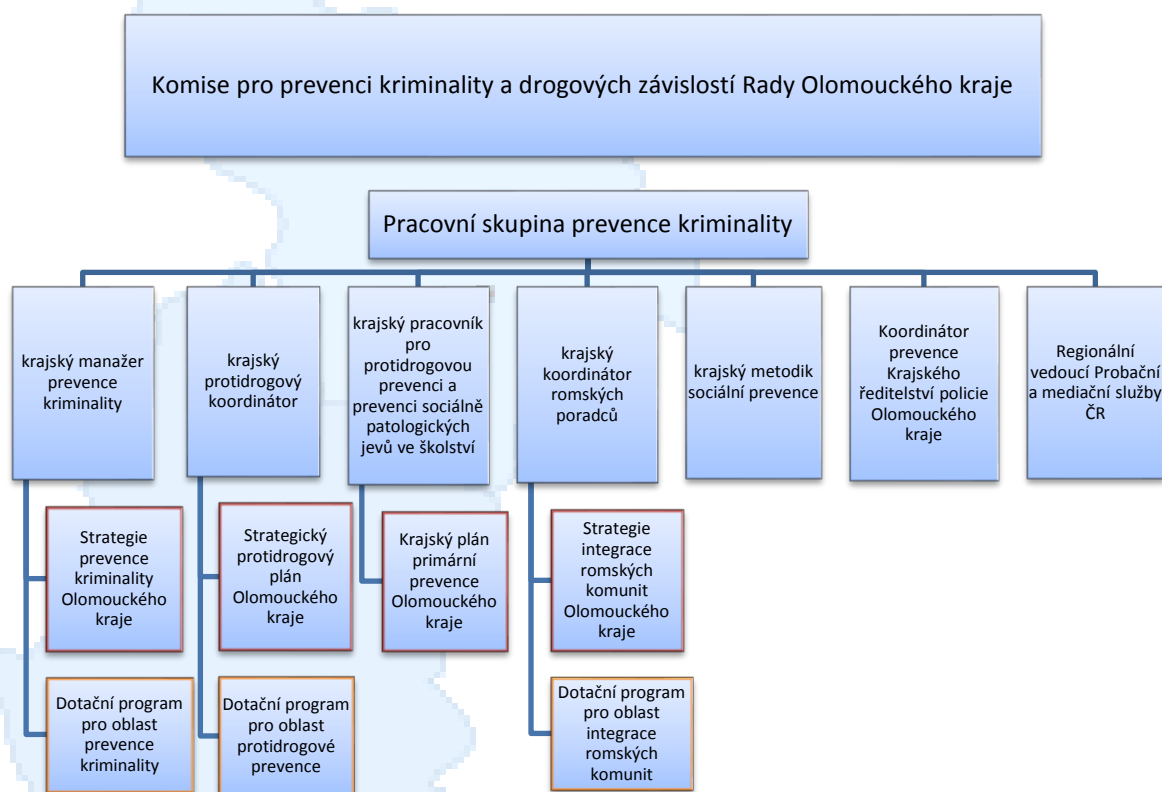 Komise pro prevenci kriminality a drogových závislostí Rady Olomouckého kraje
Pracovní skupina prevence kriminality
krajský manažer
prevence
kriminality
krajský
protidrogový
koordinátor
krajský pracovník
pro
protidrogovou
prevenci a
prevenci sociálně
patologických
jevů ve školství
krajský
koordinátor
romských
poradců
krajský metodik
sociální prevence
Koordinátor
prevence
Krajského
ředitelství policie
Olomouckého
kraje
Regionální
vedoucí Probační
a mediační služby
ČR
Strategie
prevence
kriminality
Olomouckého
kraje
Strategický
protidrogový
plán
Olomouckého
kraje
Krajský plán
primární
prevence
Olomouckého
kraje
Strategie
integrace
romských
komunit
Olomouckého
kraje
Dotační program
pro oblast
prevence
kriminality
Dotační program
pro oblast
protidrogové
prevence
Dotační program
pro oblast
integrace
romských
komunit